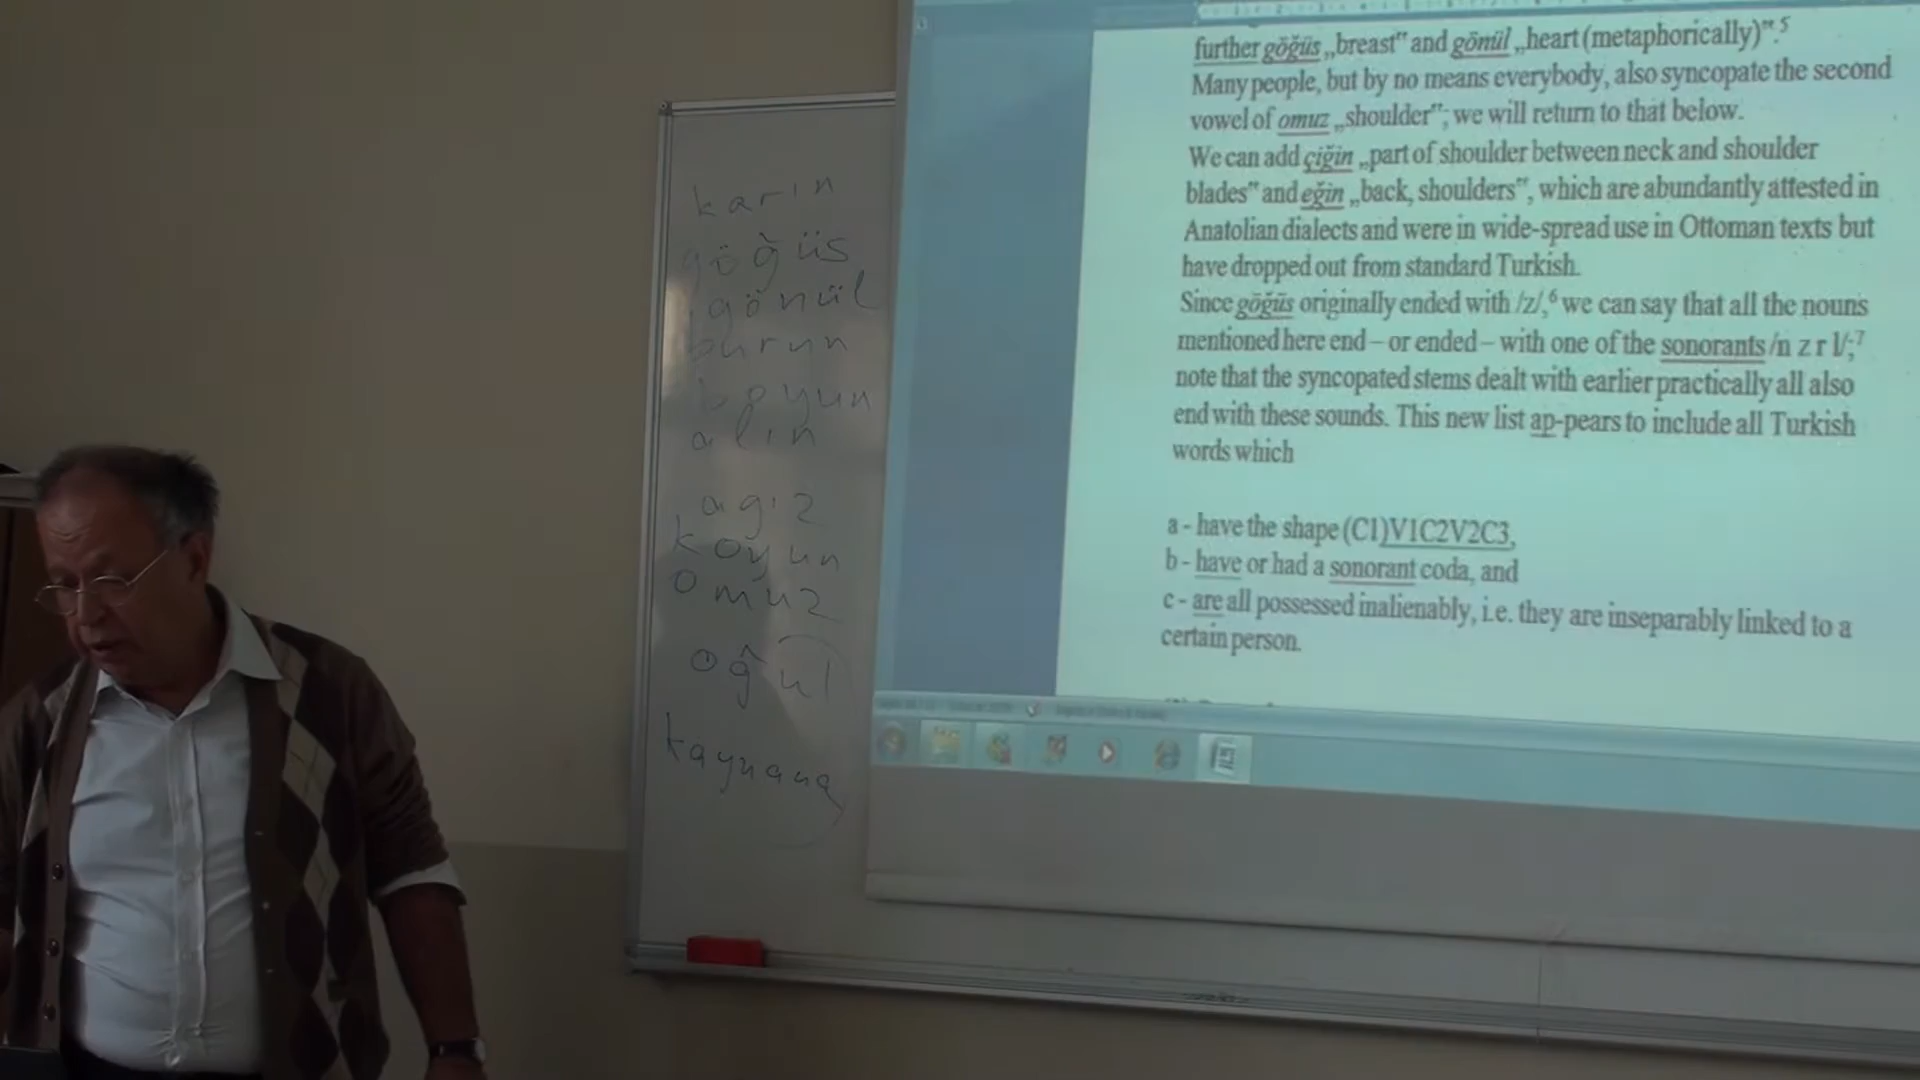 karın
göğüs
gönül
burun
boyun
alın
agız
koyun
omuz
oğul
kaynana
further göğüs „breast" and gönül „heart (metaphorically)".5
Many people, but by no means everybody, also syncopate the second
vowel of omuz „shoulder"; we will return to that below.
We can add çiğin „part of shoulder between neck and shoulder
blades" and eğin „back, shoulders", which are abundantly attested in
Anatolian dialects and were in wide-spread use in Ottoman texts but
have dropped out from standard Turkish.
Since göğüs originally ended with /z/,6 we can say that all the nouns
mentioned here end – or ended – with one of the sonorants /n z r l/;7
note that the syncopated stems dealt with earlier practically all also
end with these sounds. This new list ap-pears to include all Turkish
words which
a - have the shape (C1)V1C2V2C3,
b - have or had a sonorant coda, and
c - are all possessed inalienably, i.e. they are inseparably linked to a
certain person.